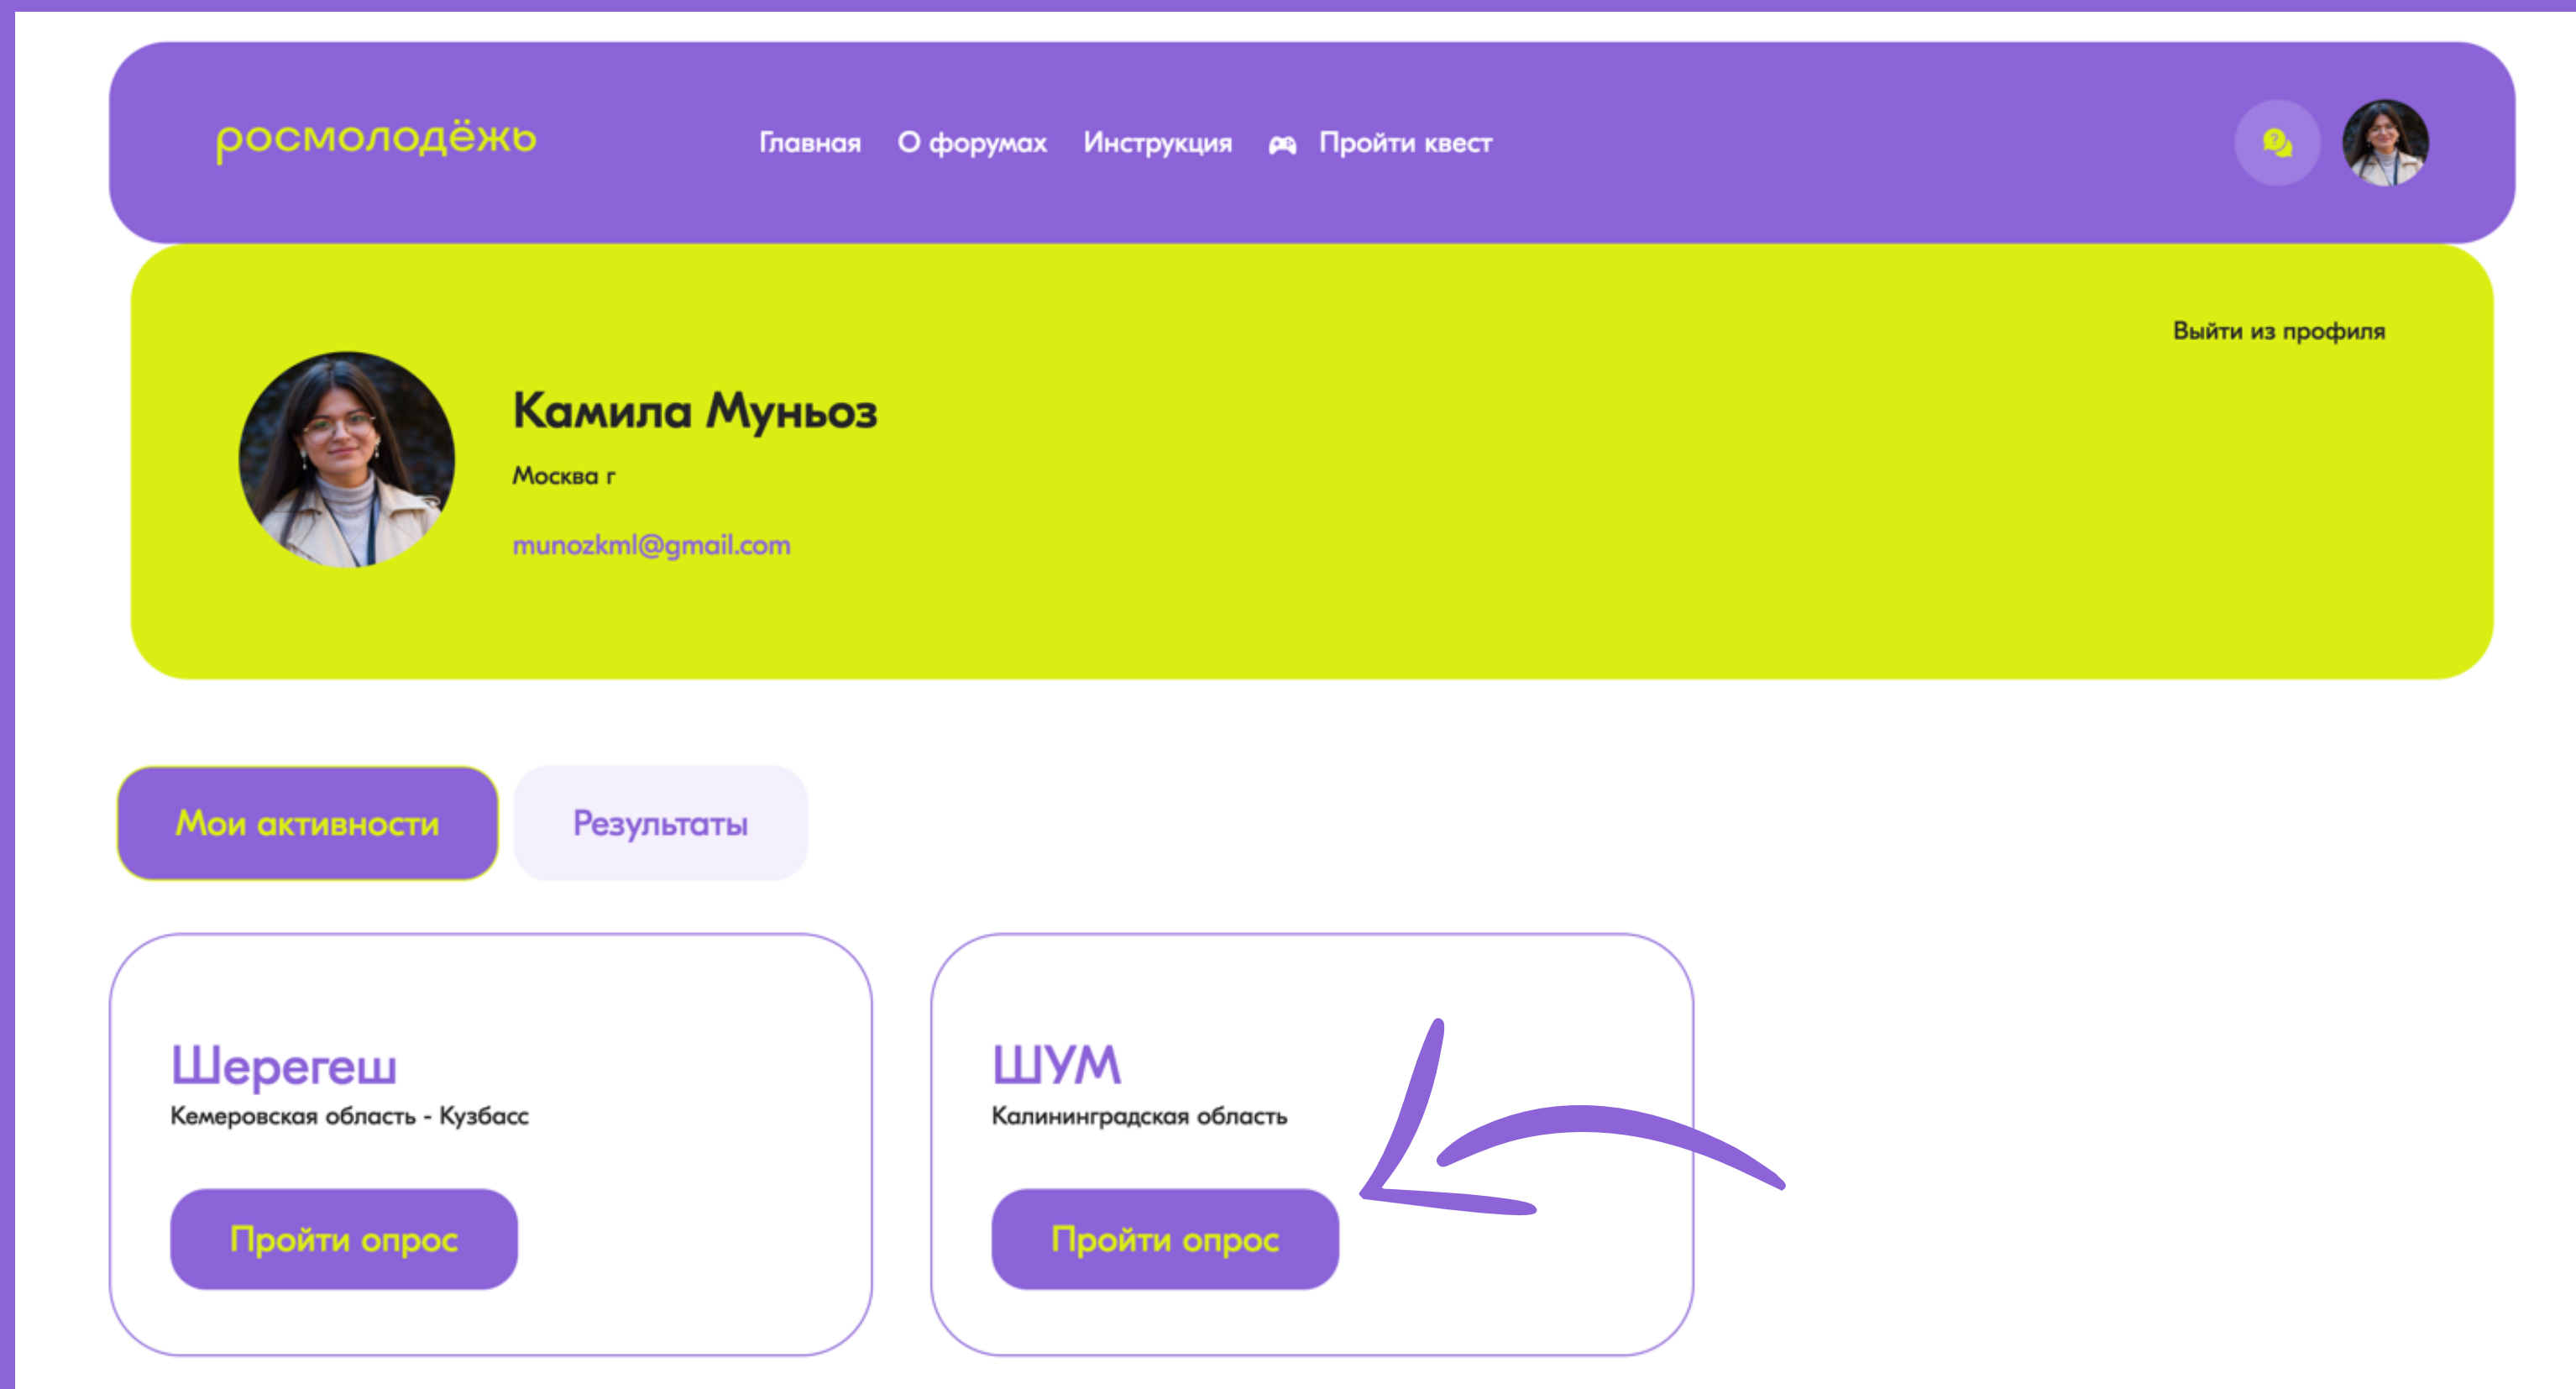 росмолодёжь
Главная О форумах Инструкция Пройти квест
Выйти из профиля
Камила Муньоз
Москва г
munozkml@gmail.com
Мои активности Результаты
Шерегеш
Кемеровская область - Кузбасс
Пройти опрос
ШУМ
Калининградская область
Пройти опрос